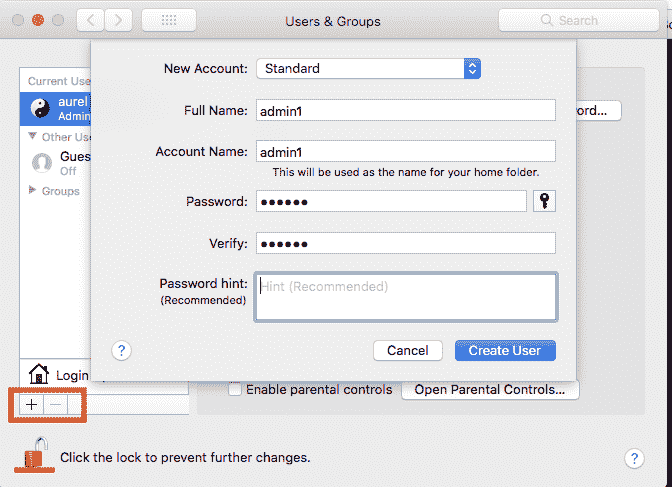 Users & Groups
Search
Current Use
aurel
Admin
Other Use
Gues
Off
Groups
Login
New Account: Standard
Full Name: admin1
Account Name: admin1
This will be used as the name for your home folder.
Password: ••••••
Verify: ••••••
Password hint: Hint (Recommended)
(Recommended)
? Cancel Create User
ord...
+ −
Enable parental controls Open Parental Controls...
Click the lock to prevent further changes. ?